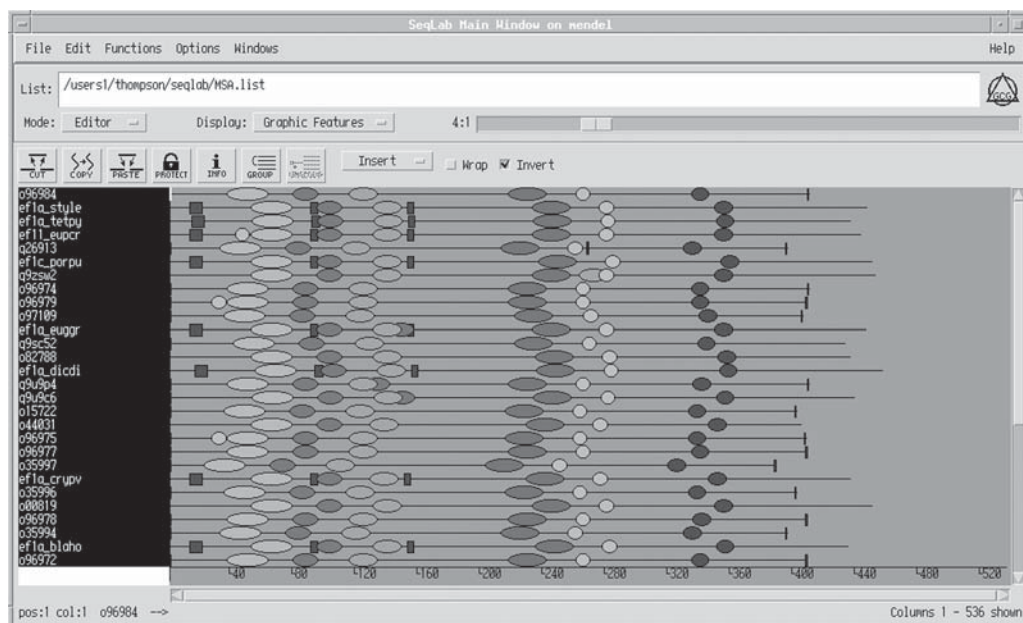 SeqLab Main Window on mendel
File Edit Functions Options Windows Help
List: /users1/thompson/seqlab/MSA.list
GCG
Mode: Editor Display: Graphic Features 4:1
CUT COPY PASTE PROTECT INFO GROUP Insert Wrap Invert
o96984
ef1a_style
ef1a_tetpy
ef11_eupcr
q26913
ef1c_porpu
q9zsw2
o96974
o96979
o97109
ef1a_euggr
q9sc52
o82788
ef1a_dicdi
q9u9p4
q9u9c6
o15722
o44031
o96975
o96977
o35997
ef1a_crypv
o35996
o00819
o96978
o35994
ef1a_blaho
o96972
40 80 120 160 200 240 280 320 360 400 440 480 520
pos:1 col:1 o96984 --> Columns 1 - 536 shown